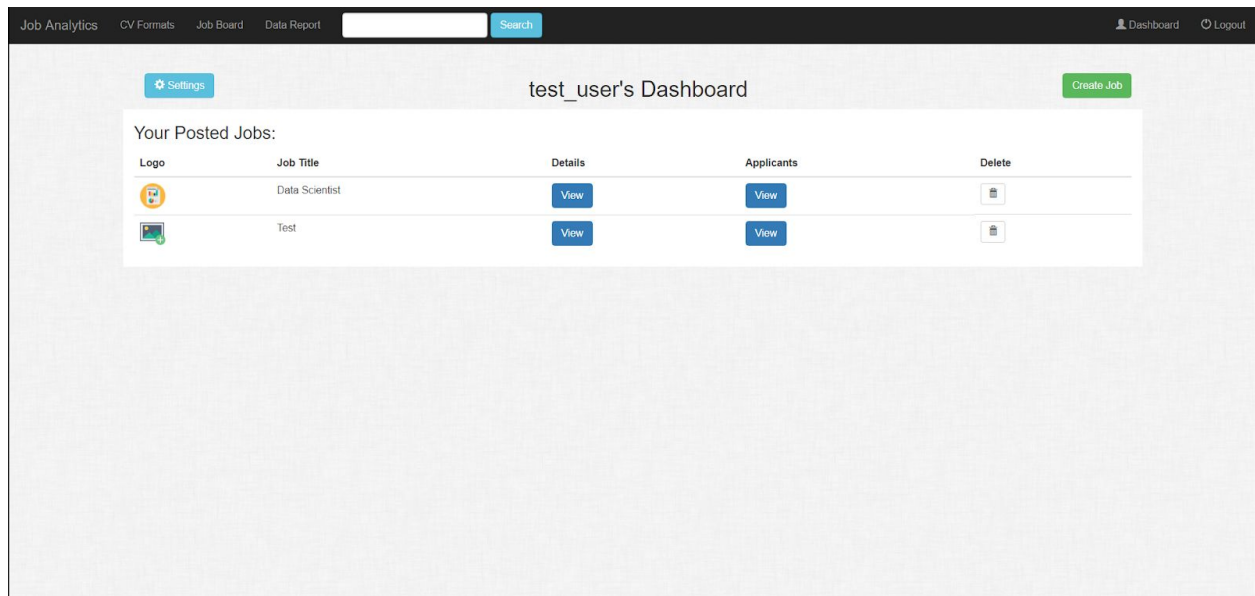 Job Analytics CV Formats Job Board Data Report Search Dashboard Logout
Settings test_user's Dashboard Create Job
Your Posted Jobs:
Logo Job Title Details Applicants Delete
Data Scientist View View
Test View View